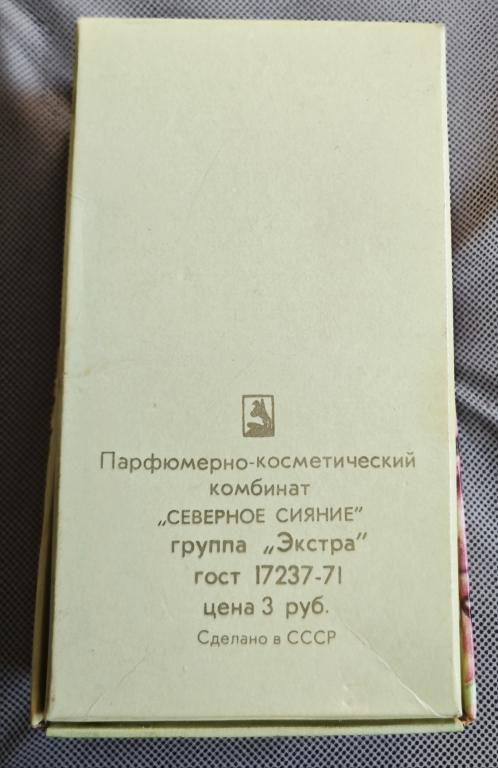 Парфюмерно-косметический
комбинат
„СЕВЕРНОЕ СИЯНИЕ"
группа „Экстра"
гост 17237-71
цена 3 руб.
Сделано в СССР